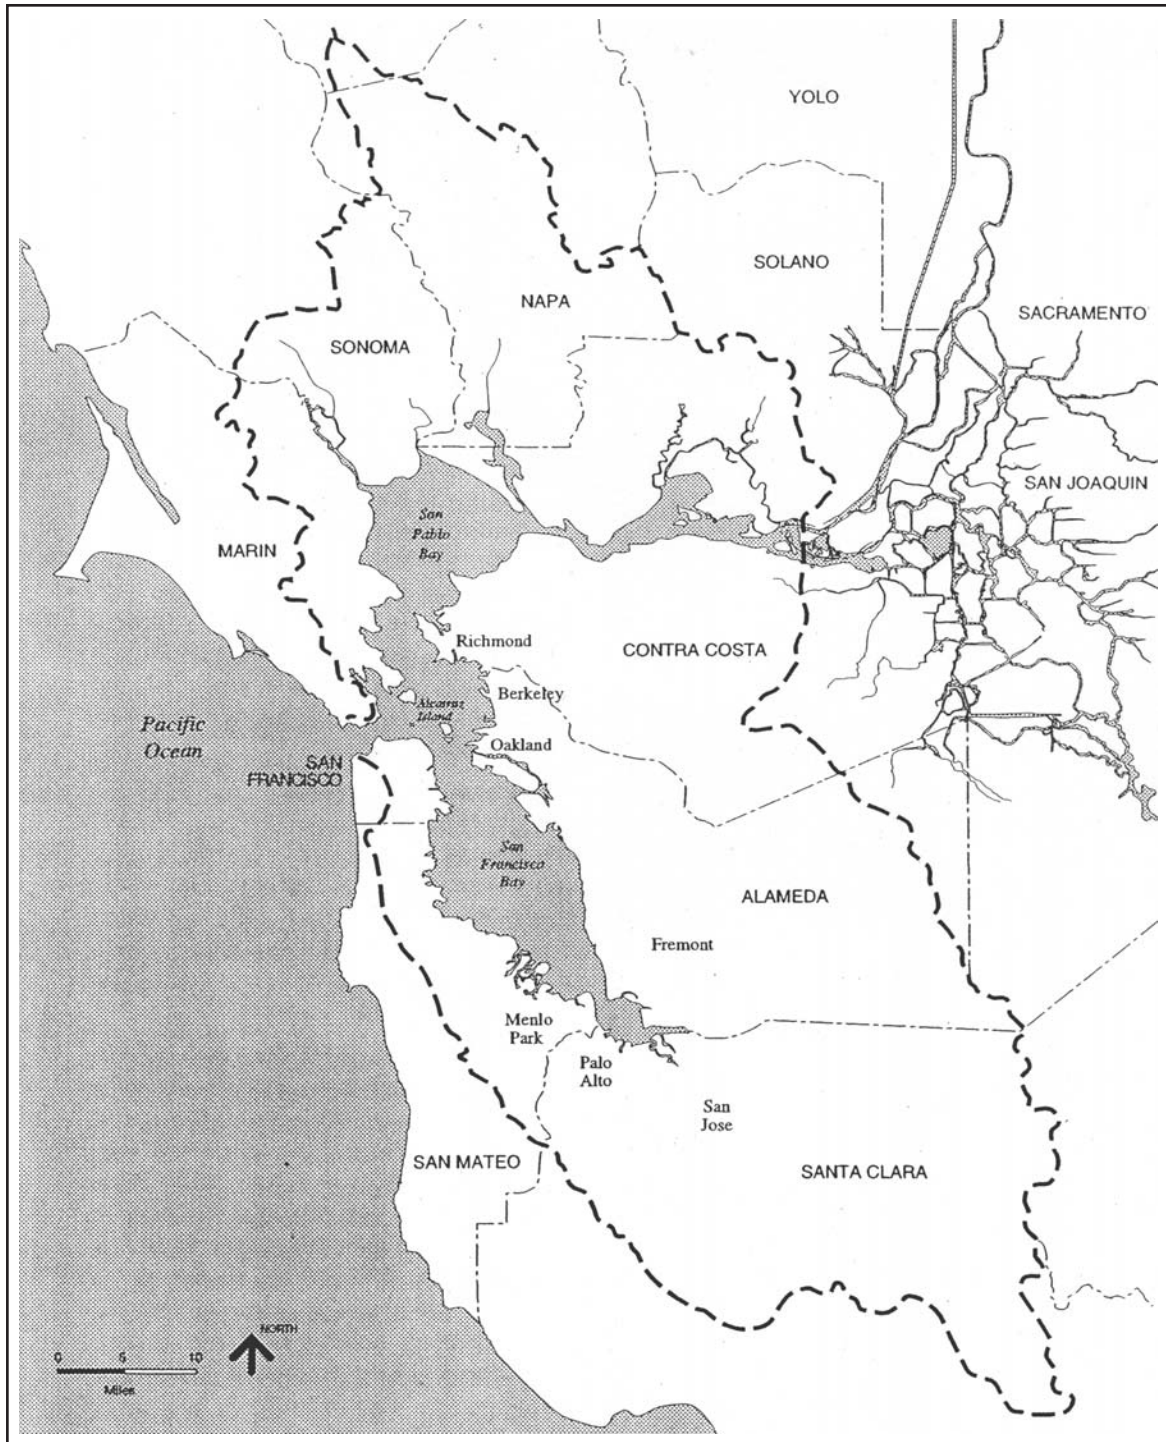 YOLO
SOLANO
NAPA
SACRAMENTO
SONOMA
SAN JOAQUIN
San
Pablo
Bay
MARIN
Richmond
CONTRA COSTA
Berkeley
Alcatraz
Island
Pacific
Ocean
Oakland
SAN
FRANCISCO
San
Francisco
Bay
ALAMEDA
Fremont
Menlo
Park
Palo
Alto
San
Jose
SAN MATEO
SANTA CLARA
NORTH
0 5 10
Miles